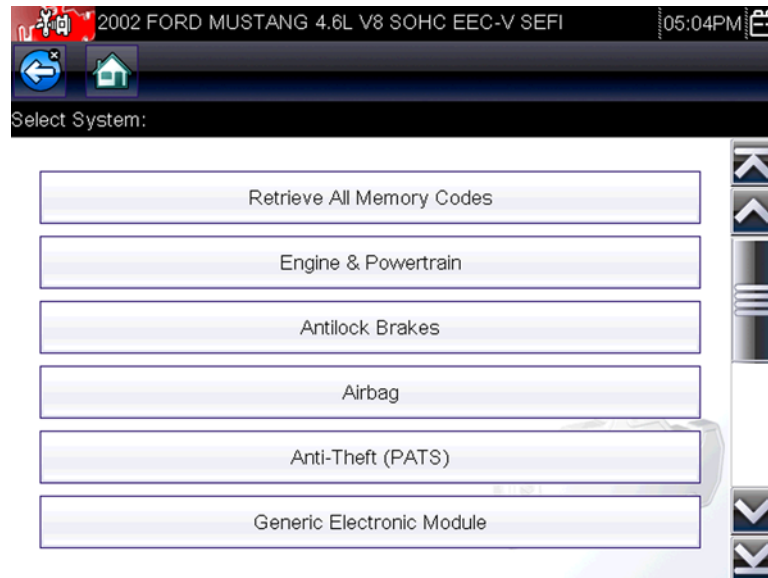 2002 FORD MUSTANG 4.6L V8 SOHC EEC-V SEFI 05:04PM
Select System:
Retrieve All Memory Codes
Engine & Powertrain
Antilock Brakes
Airbag
Anti-Theft (PATS)
Generic Electronic Module